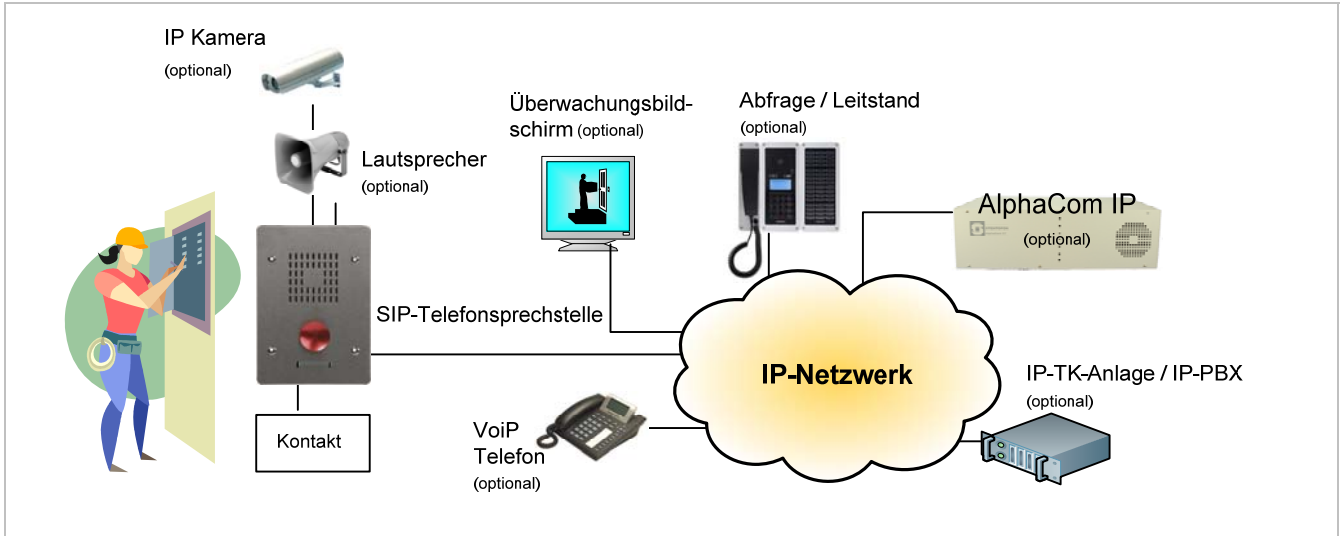 IP Kamera
(optional)
Lautsprecher
(optional)
Überwachungsbild-
schirm (optional)
Abfrage / Leitstand
(optional)
AlphaCom IP
(optional)
SIP-Telefonsprechstelle
IP-Netzwerk
IP-TK-Anlage / IP-PBX
(optional)
Kontakt
VoiP
Telefon
(optional)